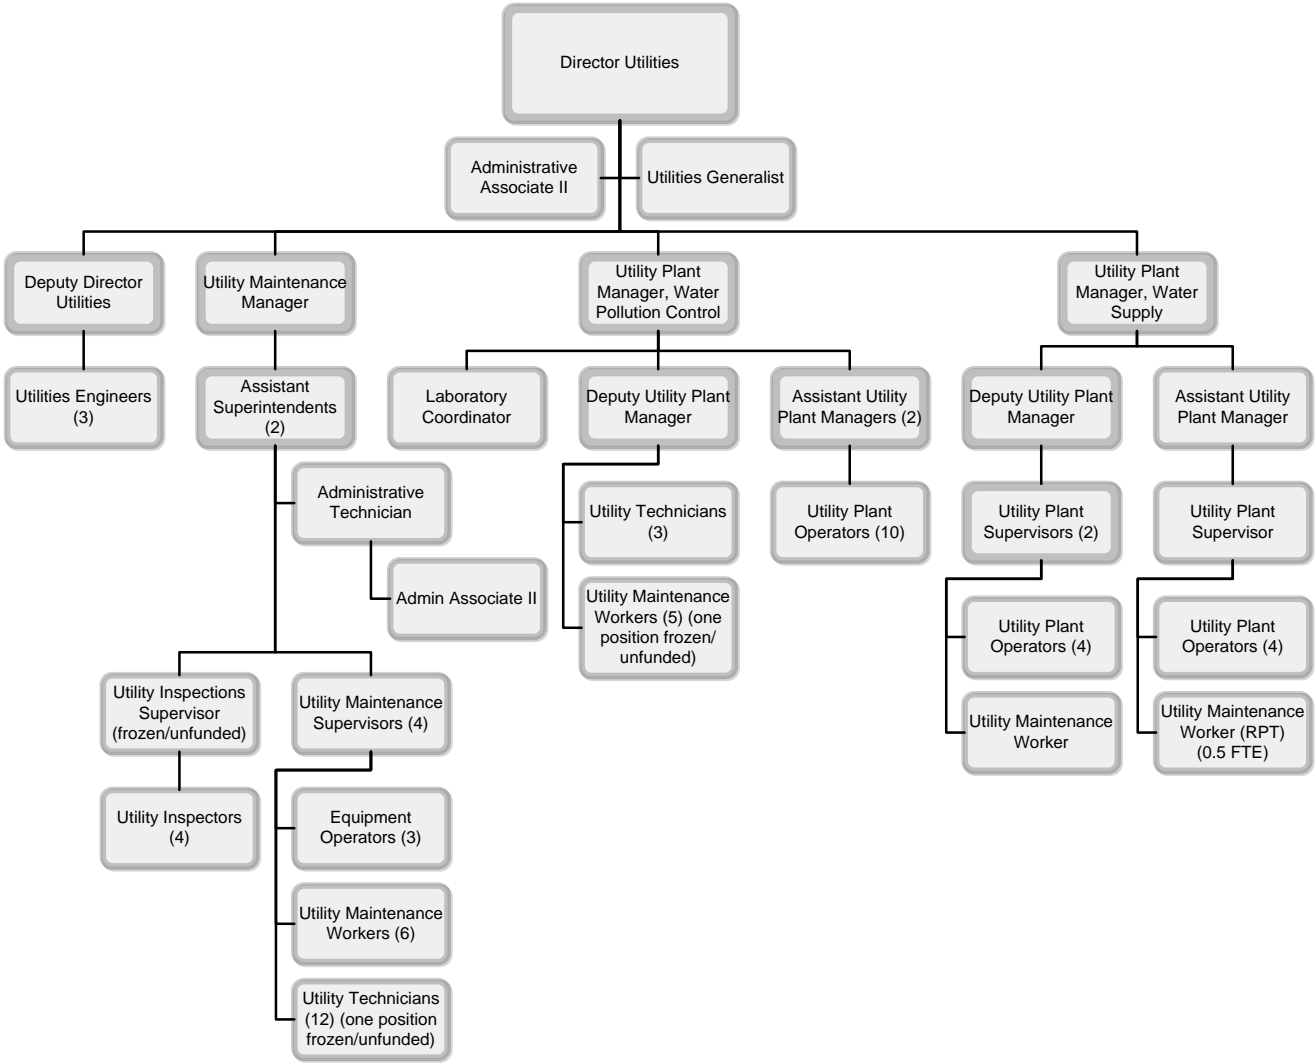 Director Utilities
Administrative
Associate II
Utilities Generalist
Deputy Director
Utilities
Utility Maintenance
Manager
Utility Plant
Manager, Water
Pollution Control
Utility Plant
Manager, Water
Supply
Utilities Engineers
(3)
Assistant
Superintendents
(2)
Laboratory
Coordinator
Deputy Utility Plant
Manager
Assistant Utility
Plant Managers (2)
Deputy Utility Plant
Manager
Assistant Utility
Plant Manager
Administrative
Technician
Utility Technicians
(3)
Utility Plant
Operators (10)
Utility Plant
Supervisors (2)
Utility Plant
Supervisor
Admin Associate II
Utility Maintenance
Workers (5) (one
position frozen/
unfunded)
Utility Plant
Operators (4)
Utility Plant
Operators (4)
Utility Inspections
Supervisor
(frozen/unfunded)
Utility Maintenance
Supervisors (4)
Utility Maintenance
Worker
Utility Maintenance
Worker (RPT)
(0.5 FTE)
Utility Inspectors
(4)
Equipment
Operators (3)
Utility Maintenance
Workers (6)
Utility Technicians
(12) (one position
frozen/unfunded)